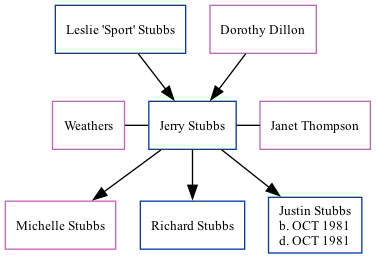 Leslie 'Sport' Stubbs
Dorothy Dillon
Weathers
Jerry Stubbs
Janet Thompson
Michelle Stubbs
Richard Stubbs
Justin Stubbs
b. OCT 1981
d. OCT 1981